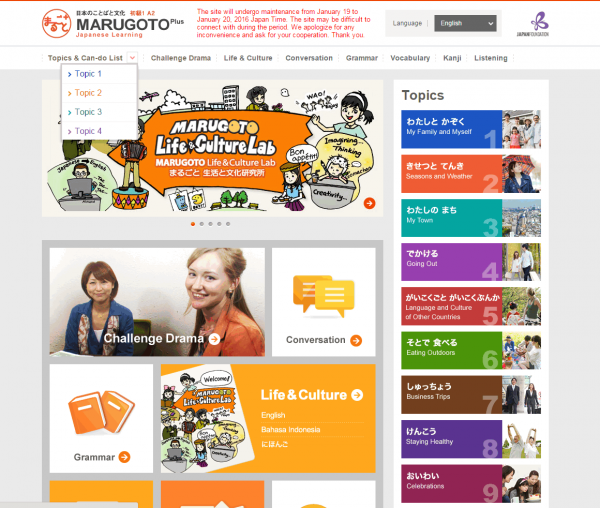 日本のことばと文化 初級1 A2
まるごと
MARUGOTO Plus
Japanese Learning
The site will undergo maintenance from January 19 to
January 20, 2016 Japan Time. The site may be difficult to
connect with during the period. We apologize for any
inconvenience and ask for your cooperation. Thank you.
Language
English
JAPANFOUNDATION
Topics & Can-do List
Challenge Drama
Life & Culture
Conversation
Grammar
Vocabulary
Kanji
Listening
Topic 1
Topic 2
Topic 3
Topic 4
WAO!
MARUGOTO
Life & Culture Lab
MARUGOTO Life & Culture Lab
まるごと 生活と文化研究所
Bon
appétit!
Imagining...
Thinking...
Creativity...
Topics
わたしと かぞく
My Family and Myself
1
きせつと てんき
Seasons and Weather
2
わたしの まち
My Town
3
でかける
Going Out
4
がいこくごと がいこくぶんか
Language and Culture
of Other Countries
5
そとで 食べる
Eating Outdoors
6
しゅっちょう
Business Trips
7
けんこう
Staying Healthy
8
おいわい
Celebrations
9
Challenge Drama
Conversation
Grammar
Welcome!
MARUGOTO
Life & Culture Lab
Life & Culture
English
Bahasa Indonesia
にほんご